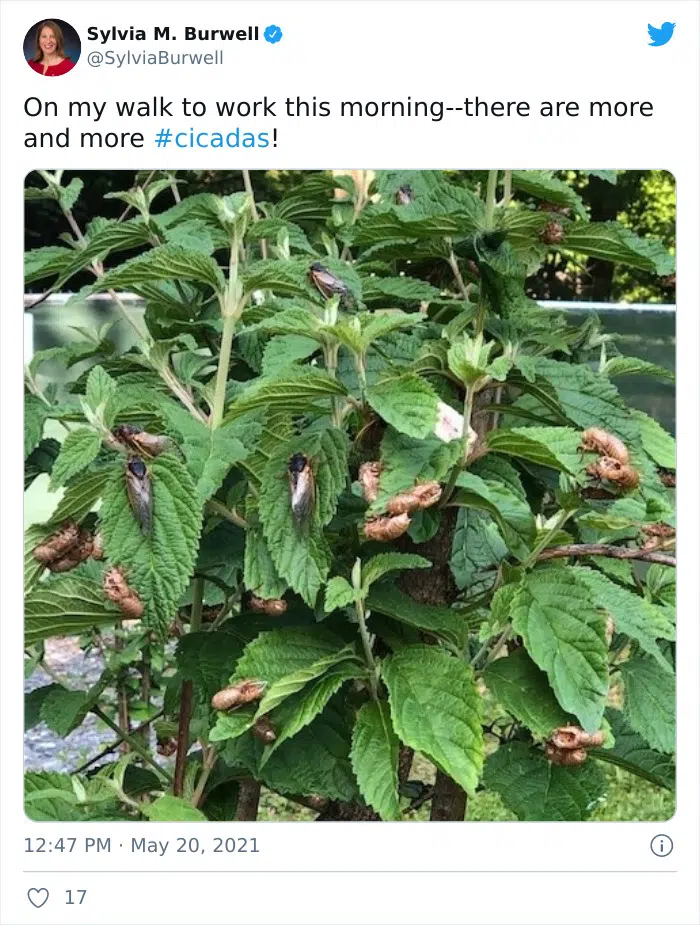 Sylvia M. Burwell
@SylviaBurwell
On my walk to work this morning--there are more
and more #cicadas!
12:47 PM · May 20, 2021
17